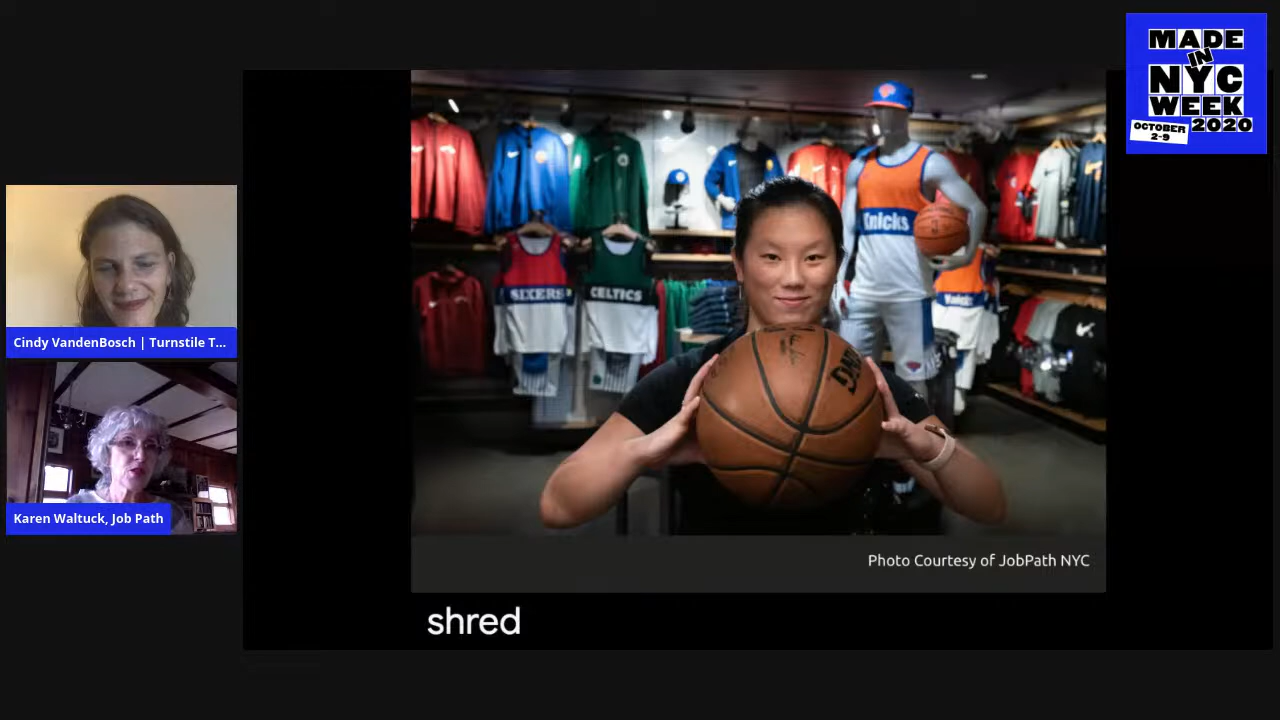 MADE
IN
NYC
WEEK
OCTOBER
2-9
2020
Knicks
SIXERS
CELTICS
Knicks
Cindy VandenBosch | Turnstile T...
Karen Waltuck, Job Path
Photo Courtesy of JobPath NYC
shred